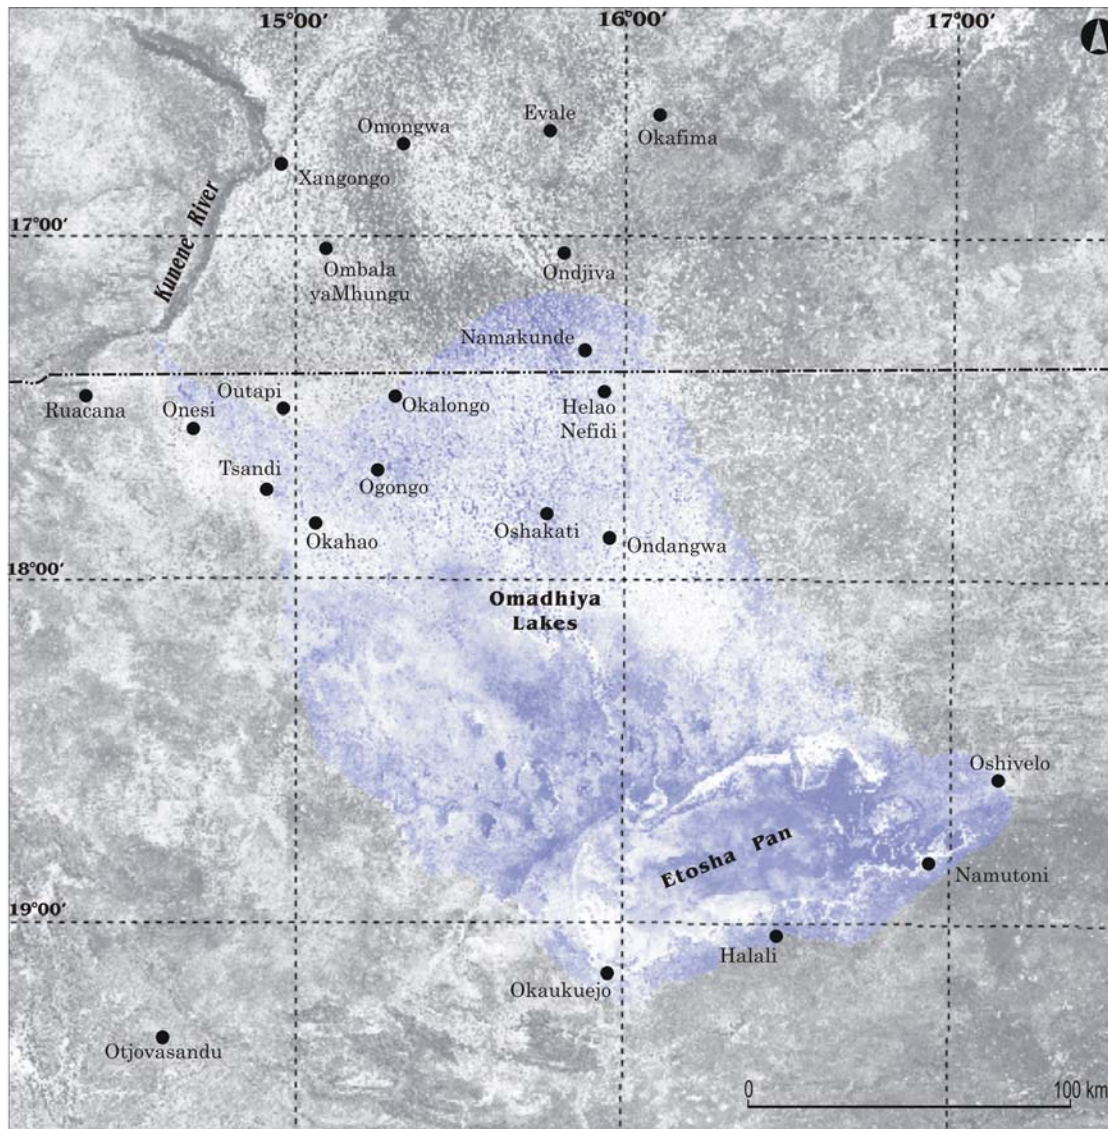 15°00′
16°00′
17°00′
Evale
Okafima
Omongwa
Xangongo
Kunene River
17°00′
Ombala
yaMhungu
Ondjiva
Namakunde
Ruacana
Outapi
Onesi
Okalongo
Helao
Nefidi
Tsandi
Ogongo
Okahao
Oshakati
Ondangwa
18°00′
Omadhiya
Lakes
Oshivelo
Etosha Pan
Namutoni
19°00′
Halali
Okaukuejo
Otjovasandu
0
100 km